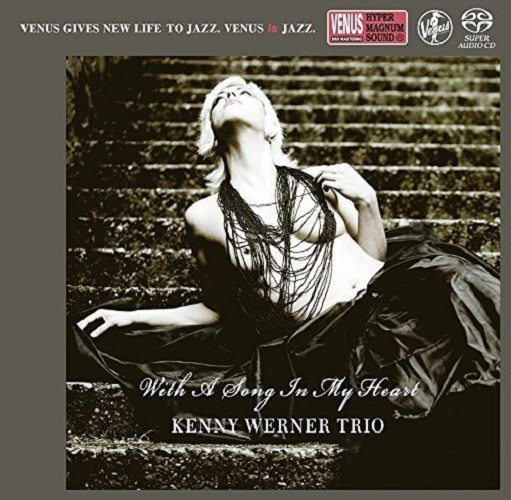 VENUS GIVES NEW LIFE TO JAZZ. VENUS is JAZZ.
VENUS
HYPER
MAGNUM
SOUND®
Venus
SUPER
AUDIO CD
With A Song In My Heart
KENNY WERNER TRIO